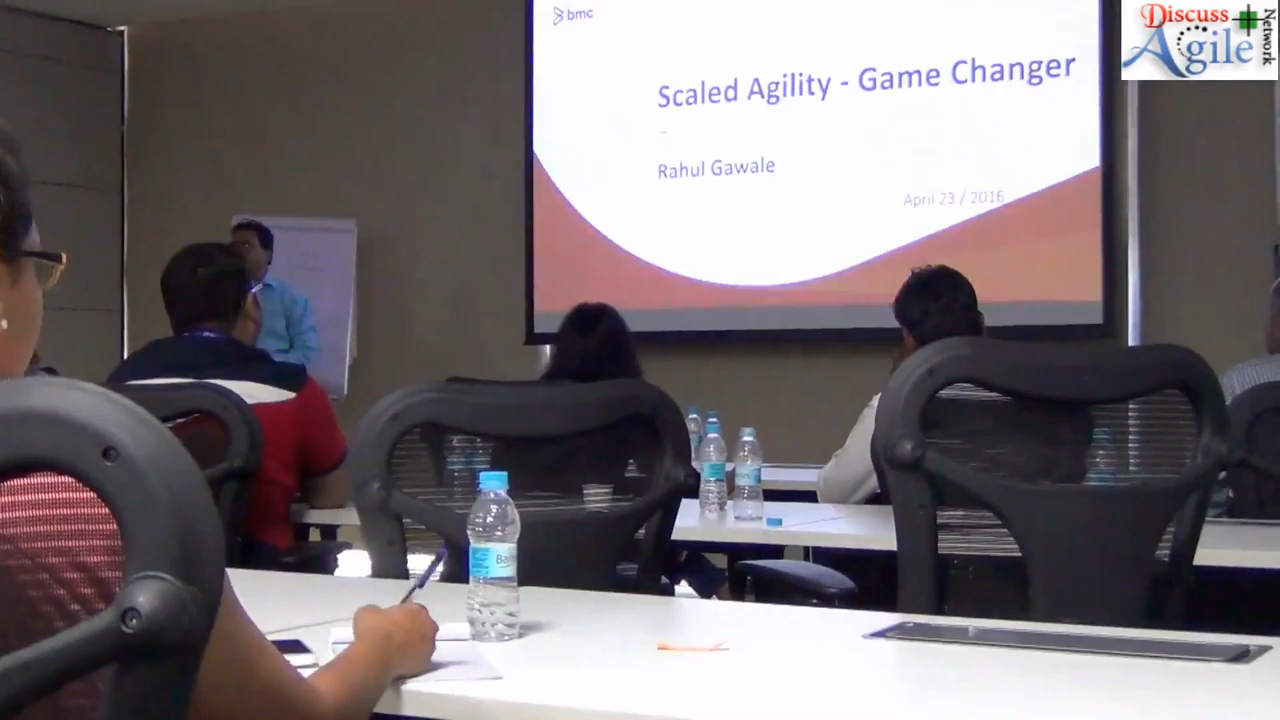 bmc
Scaled Agility - Game Changer
Rahul Gawale
April 23 / 2016
Discuss
Agile
Network